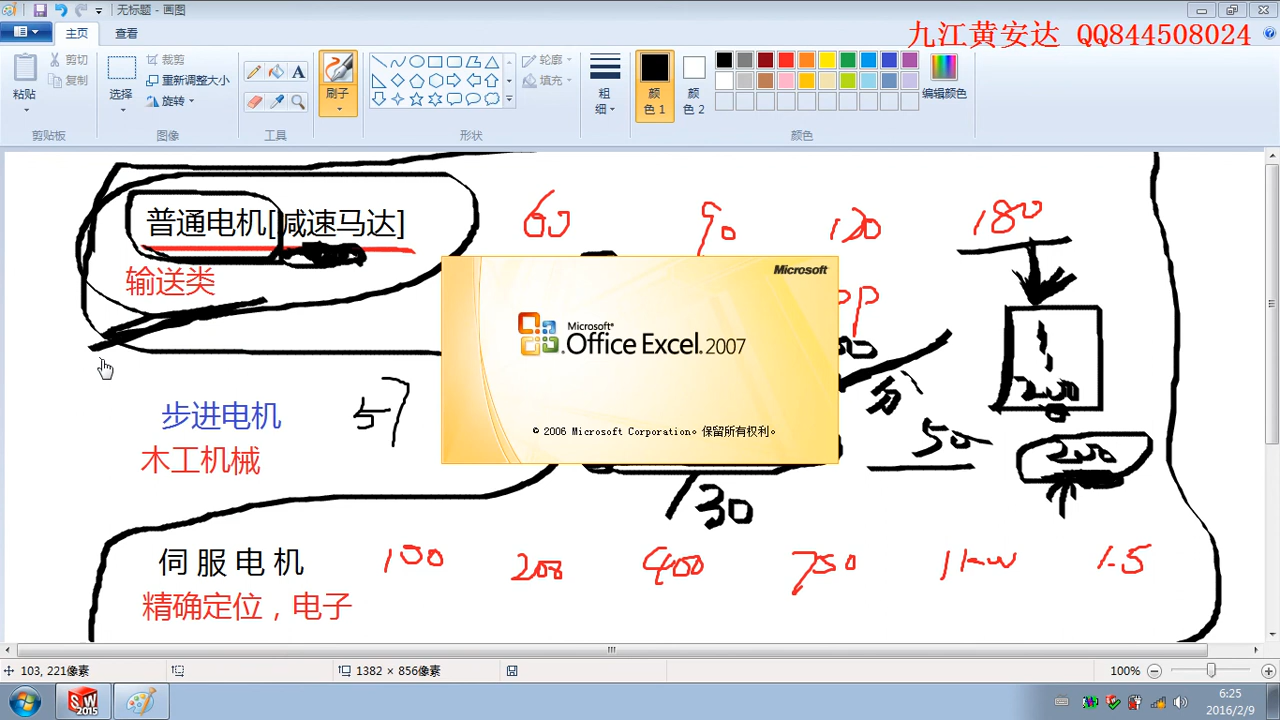 无标题 - 画图
九江黄安达 QQ844508024
主页
查看
粘贴
剪切
复制
选择
裁剪
重新调整大小
旋转
刷子
轮廓
填充
粗细
颜色 1
颜色 2
编辑颜色
剪贴板
图像
工具
形状
颜色
普通电机[减速马达]
60
90
120
180
输送类
Microsoft
Microsoft®
Office Excel 2007
© 2006 Microsoft Corporation。保留所有权利。
分
步进电机
57
50
200
木工机械
200
30
伺服电机
100
200
400
750
1kw
1.5
精确定位，电子
103, 221像素
1382 × 856像素
100%
SW
2015
6:25
2016/2/9